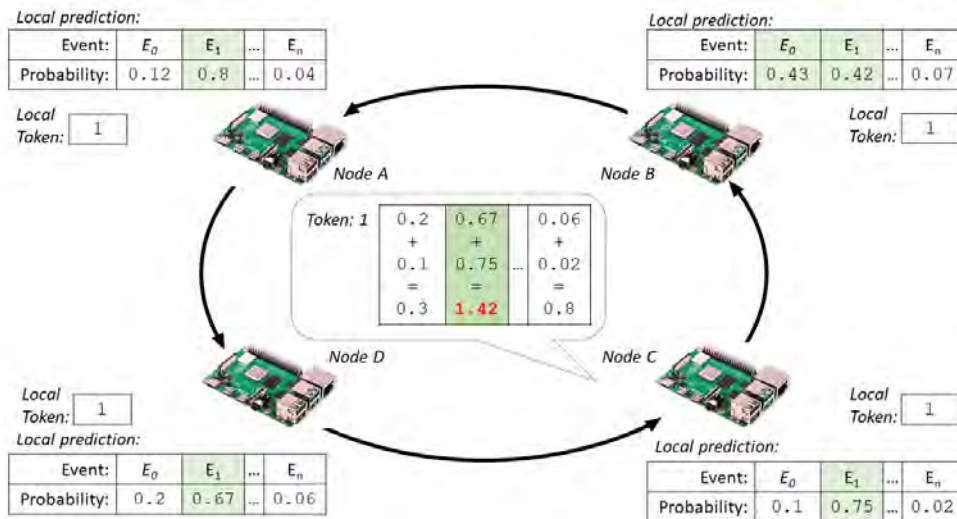 Local prediction:
Event: E0 E1 ... En
Probability: 0.12 0.8 ... 0.04
Local
Token: 1
Node A
Local prediction:
Event: E0 E1 ... En
Probability: 0.43 0.42 ... 0.07
Local
Token: 1
Node B
Token: 1 0.2 0.67 0.06
+ + +
0.1 0.75 ... 0.02
= = =
0.3 1.42 0.8
Node D
Node C
Local
Token: 1
Local prediction:
Event: E0 E1 ... En
Probability: 0.2 0.67 ... 0.06
Local
Token: 1
Local prediction:
Event: E0 E1 ... En
Probability: 0.1 0.75 ... 0.02